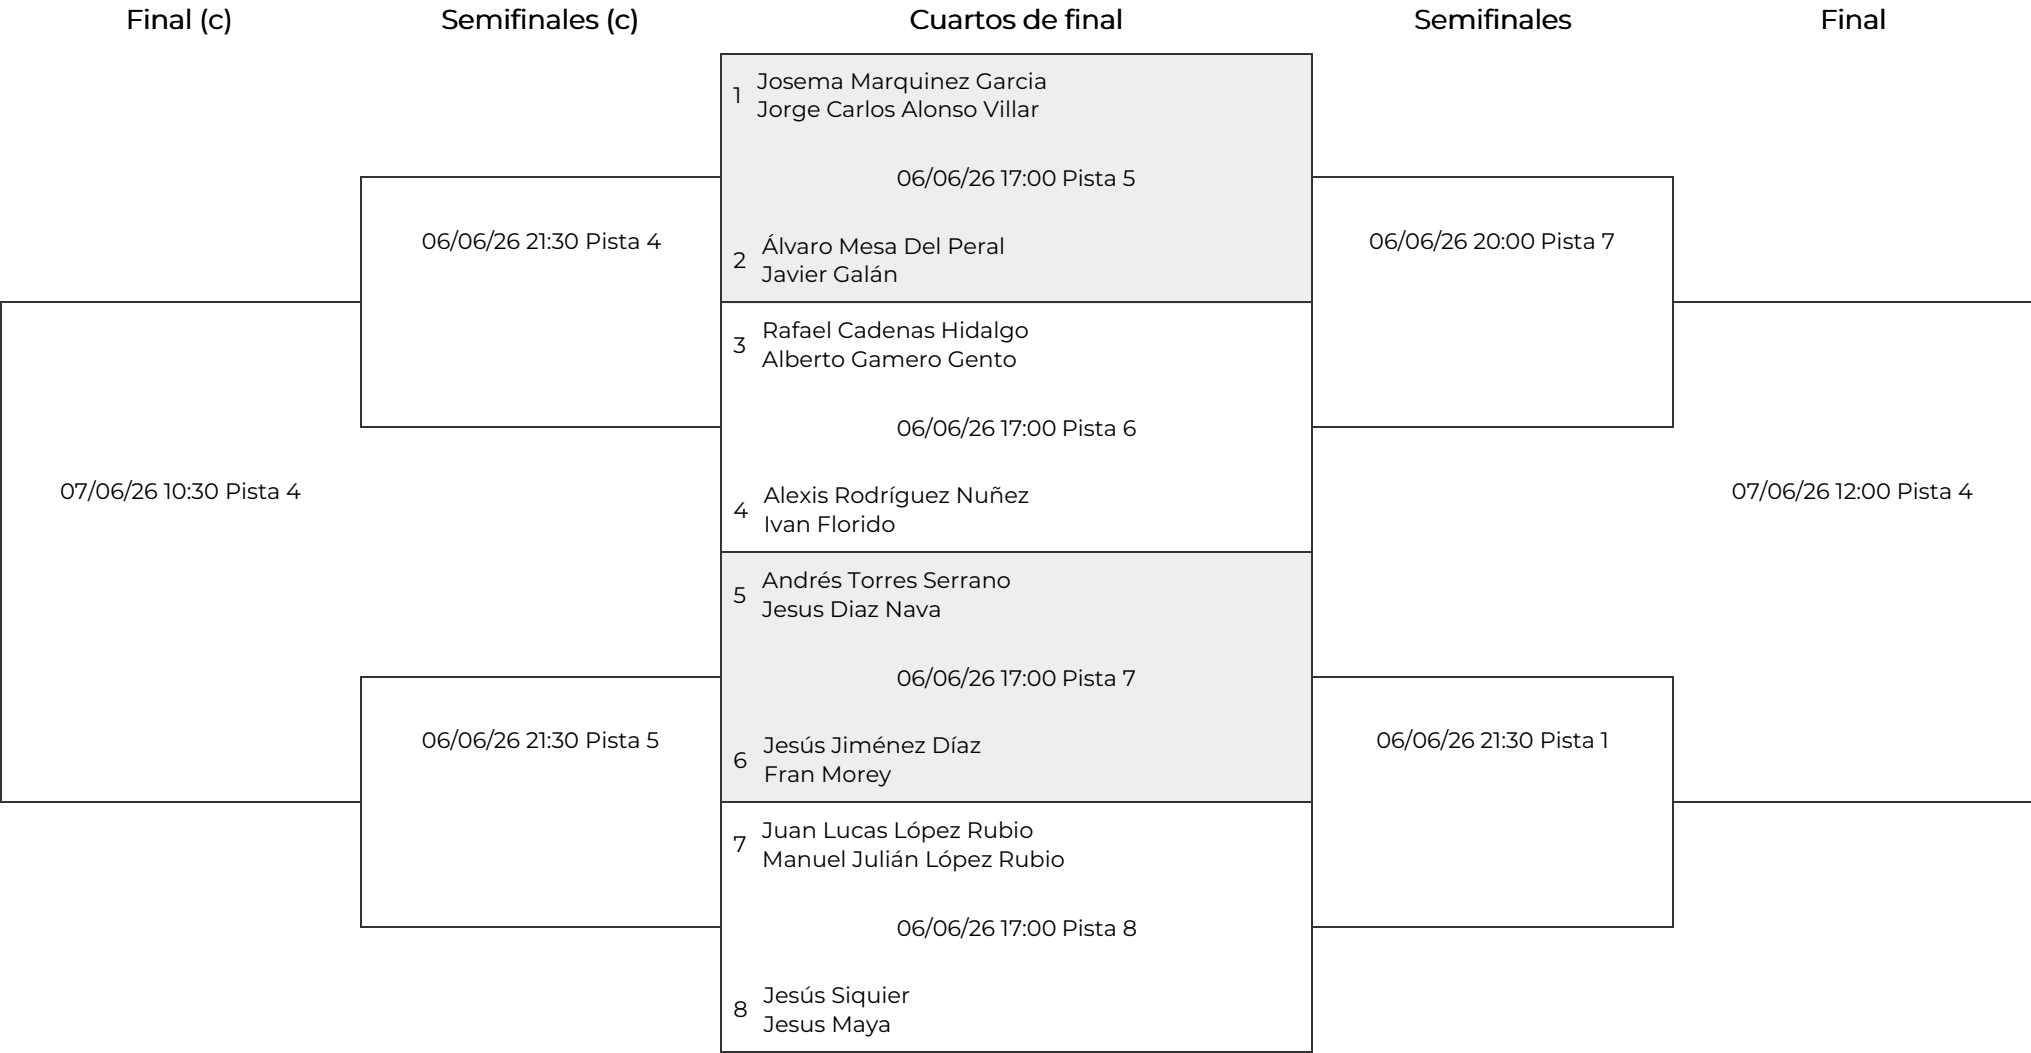 Final (c)
Semifinales (c)
Cuartos de final
Semifinales
Final
1
Josema Marquinez Garcia
Jorge Carlos Alonso Villar
06/06/26 17:00 Pista 5
2
Álvaro Mesa Del Peral
Javier Galán
3
Rafael Cadenas Hidalgo
Alberto Gamero Gento
06/06/26 17:00 Pista 6
4
Alexis Rodríguez Nuñez
Ivan Florido
5
Andrés Torres Serrano
Jesus Diaz Nava
06/06/26 17:00 Pista 7
6
Jesús Jiménez Díaz
Fran Morey
7
Juan Lucas López Rubio
Manuel Julián López Rubio
06/06/26 17:00 Pista 8
8
Jesús Siquier
Jesus Maya
06/06/26 21:30 Pista 4
06/06/26 21:30 Pista 5
07/06/26 10:30 Pista 4
06/06/26 20:00 Pista 7
06/06/26 21:30 Pista 1
07/06/26 12:00 Pista 4